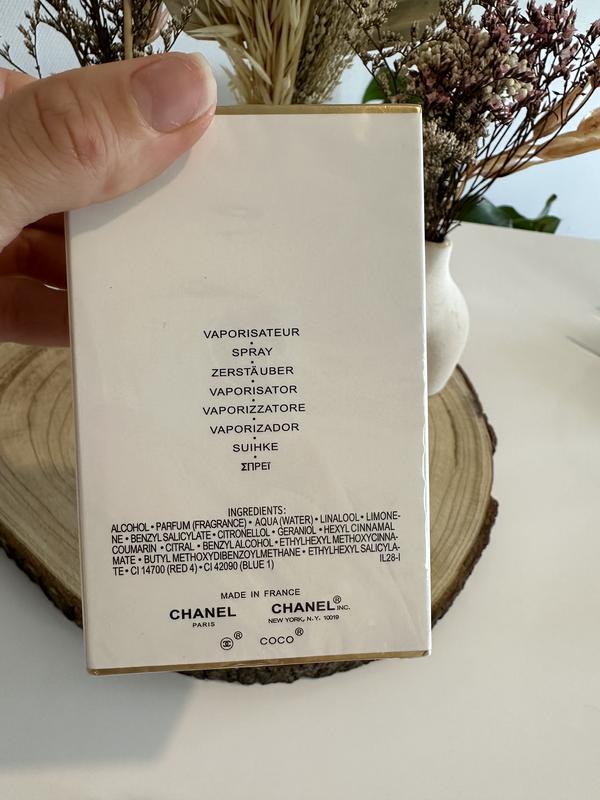 VAPORISATEUR
•
SPRAY
•
ZERSTÄUBER
•
VAPORISATOR
•
VAPORIZZATORE
•
VAPORIZADOR
•
SUIHKE
•
ΣΠΡΕΪ
INGREDIENTS:
ALCOHOL • PARFUM (FRAGRANCE) • AQUA (WATER) • LINALOOL • LIMONE-
NE • BENZYL SALICYLATE • CITRONELLOL • GERANIOL • HEXYL CINNAMAL
COUMARIN • CITRAL • BENZYL ALCOHOL • ETHYLHEXYL METHOXYCINNA-
MATE • BUTYL METHOXYDIBENZOYLMETHANE • ETHYLHEXYL SALICYLA-
TE • CI 14700 (RED 4) • CI 42090 (BLUE 1) IL28-I
MADE IN FRANCE
CHANEL CHANEL® INC.
PARIS NEW YORK, N.Y. 10019
® COCO®